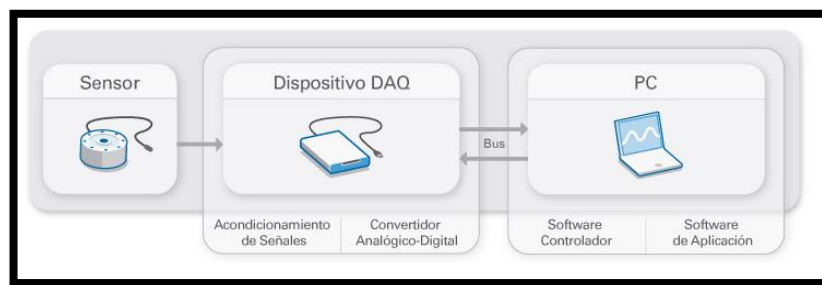 Sensor
Dispositivo DAQ
PC
Bus
Acondicionamiento
de Señales
Convertidor
Analógico-Digital
Software
Controlador
Software
de Aplicación